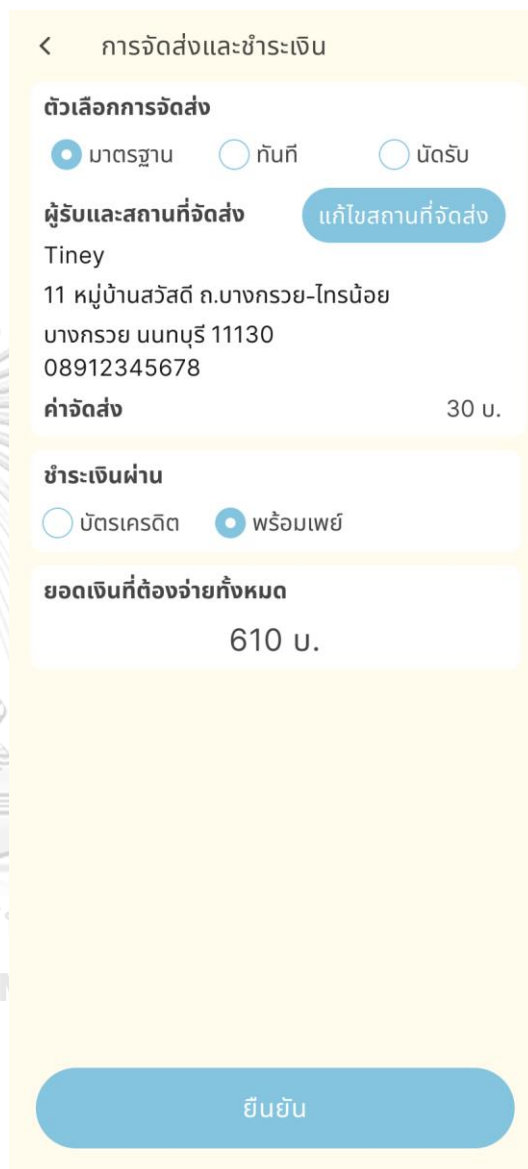 < การจัดส่งและชำระเงิน
ตัวเลือกการจัดส่ง
มาตรฐาน ทันที นัดรับ
ผู้รับและสถานที่จัดส่ง แก้ไขสถานที่จัดส่ง
Tiney
11 หมู่บ้านสวัสดี ถ.บางกรวย-ไทรน้อย
บางกรวย นนทบุรี 11130
08912345678
ค่าจัดส่ง 30 บ.
ชำระเงินผ่าน
บัตรเครดิต พร้อมเพย์
ยอดเงินที่ต้องจ่ายทั้งหมด
610 บ.
ยืนยัน